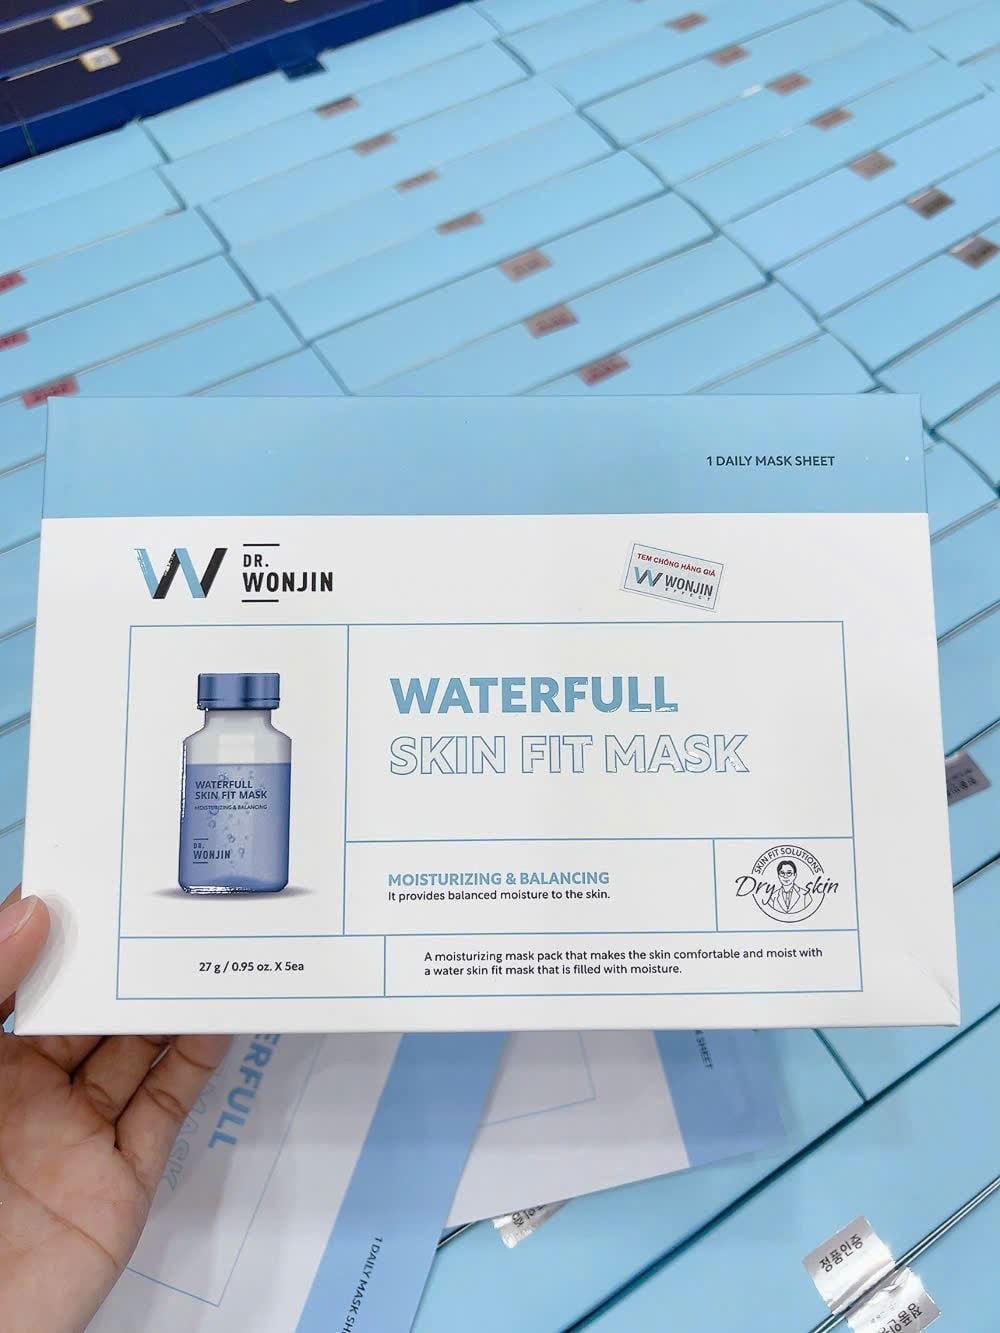 1 DAILY MASK SHEET
W DR.
WONJIN
TEM CHỐNG HÀNG GIẢ
W WONJIN
EFFECT
WATERFULL
SKIN FIT MASK
WATERFULL
SKIN FIT MASK
MOISTURIZING & BALANCING
DR.
WONJIN
MOISTURIZING & BALANCING
It provides balanced moisture to the skin.
SKIN FIT SOLUTIONS
Dry skin
27 g / 0.95 oz. X 5ea
A moisturizing mask pack that makes the skin comfortable and moist with
a water skin fit mask that is filled with moisture.
ERFULL
MASK
SHEET
1 DAILY MASK SH
정품인증